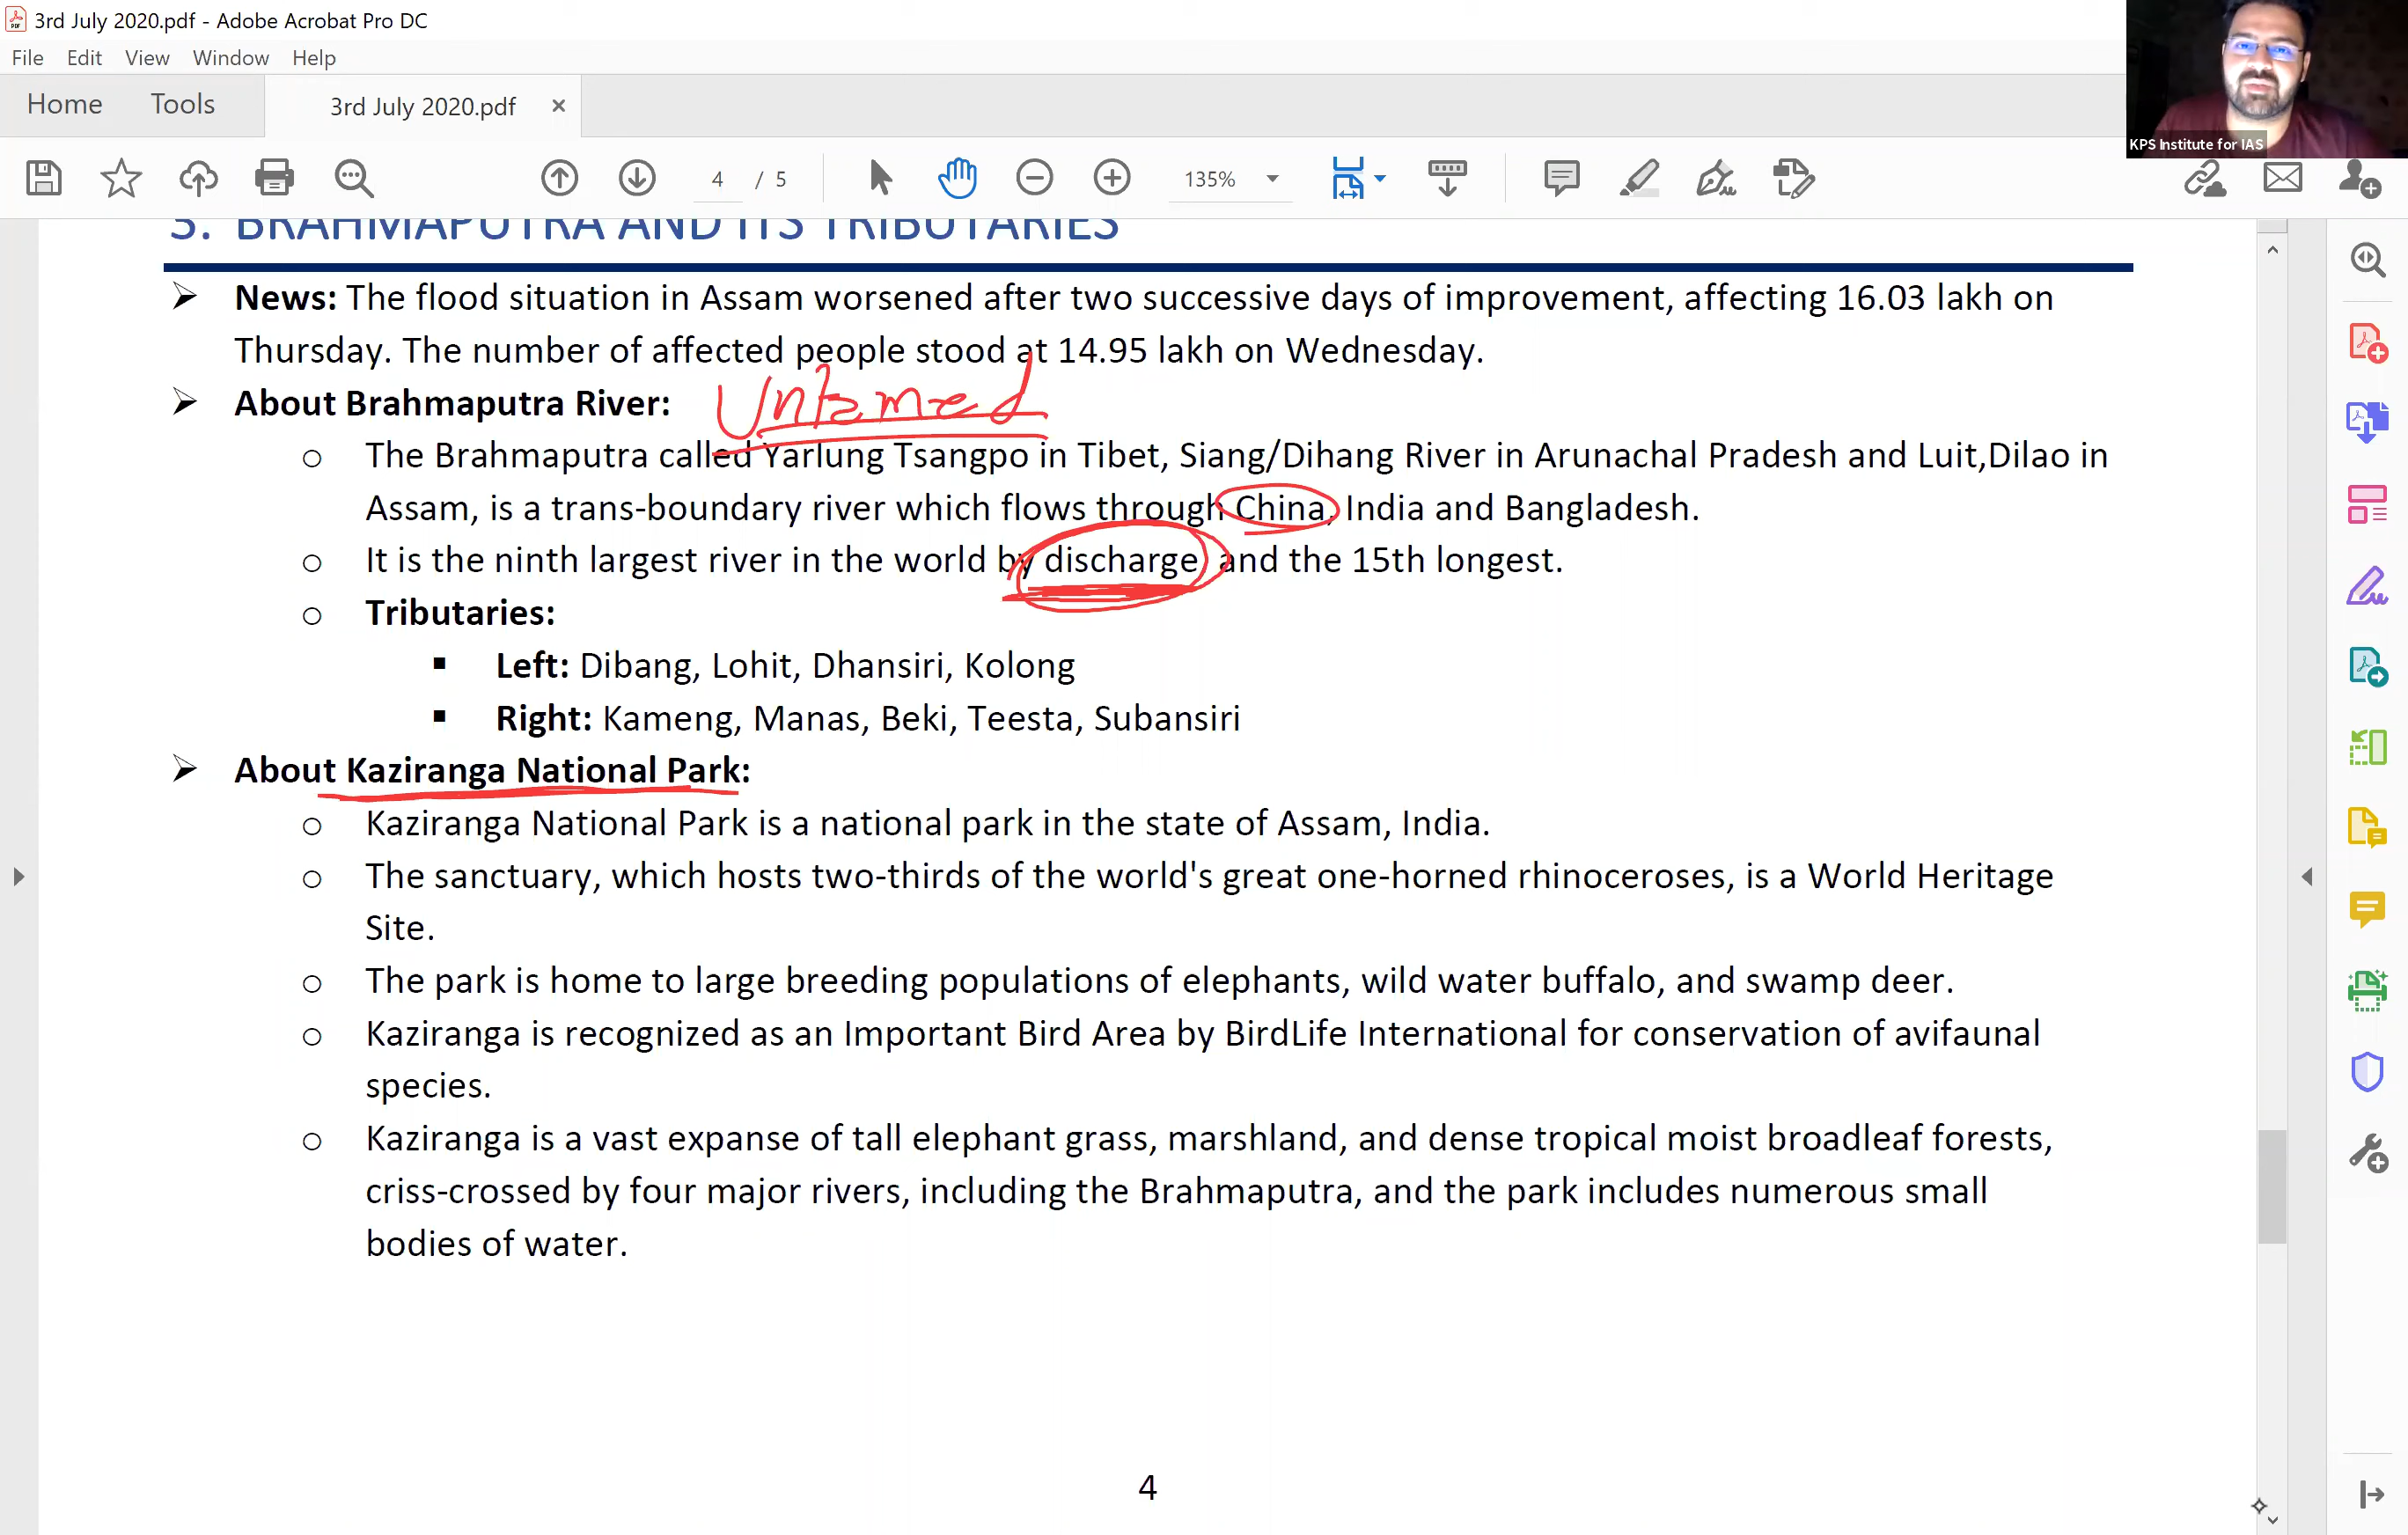 3rd July 2020.pdf - Adobe Acrobat Pro DC
File Edit View Window Help
Home Tools 3rd July 2020.pdf ×
4 / 5 135%
KPS Institute for IAS
3. BRAHMAPUTRA AND ITS TRIBUTARIES
➢ News: The flood situation in Assam worsened after two successive days of improvement, affecting 16.03 lakh on
Thursday. The number of affected people stood at 14.95 lakh on Wednesday.
➢ About Brahmaputra River: Untamed
o The Brahmaputra called Yarlung Tsangpo in Tibet, Siang/Dihang River in Arunachal Pradesh and Luit,Dilao in
Assam, is a trans-boundary river which flows through China, India and Bangladesh.
o It is the ninth largest river in the world by discharge, and the 15th longest.
o Tributaries:
▪ Left: Dibang, Lohit, Dhansiri, Kolong
▪ Right: Kameng, Manas, Beki, Teesta, Subansiri
➢ About Kaziranga National Park:
o Kaziranga National Park is a national park in the state of Assam, India.
o The sanctuary, which hosts two-thirds of the world's great one-horned rhinoceroses, is a World Heritage
Site.
o The park is home to large breeding populations of elephants, wild water buffalo, and swamp deer.
o Kaziranga is recognized as an Important Bird Area by BirdLife International for conservation of avifaunal
species.
o Kaziranga is a vast expanse of tall elephant grass, marshland, and dense tropical moist broadleaf forests,
criss-crossed by four major rivers, including the Brahmaputra, and the park includes numerous small
bodies of water.
4